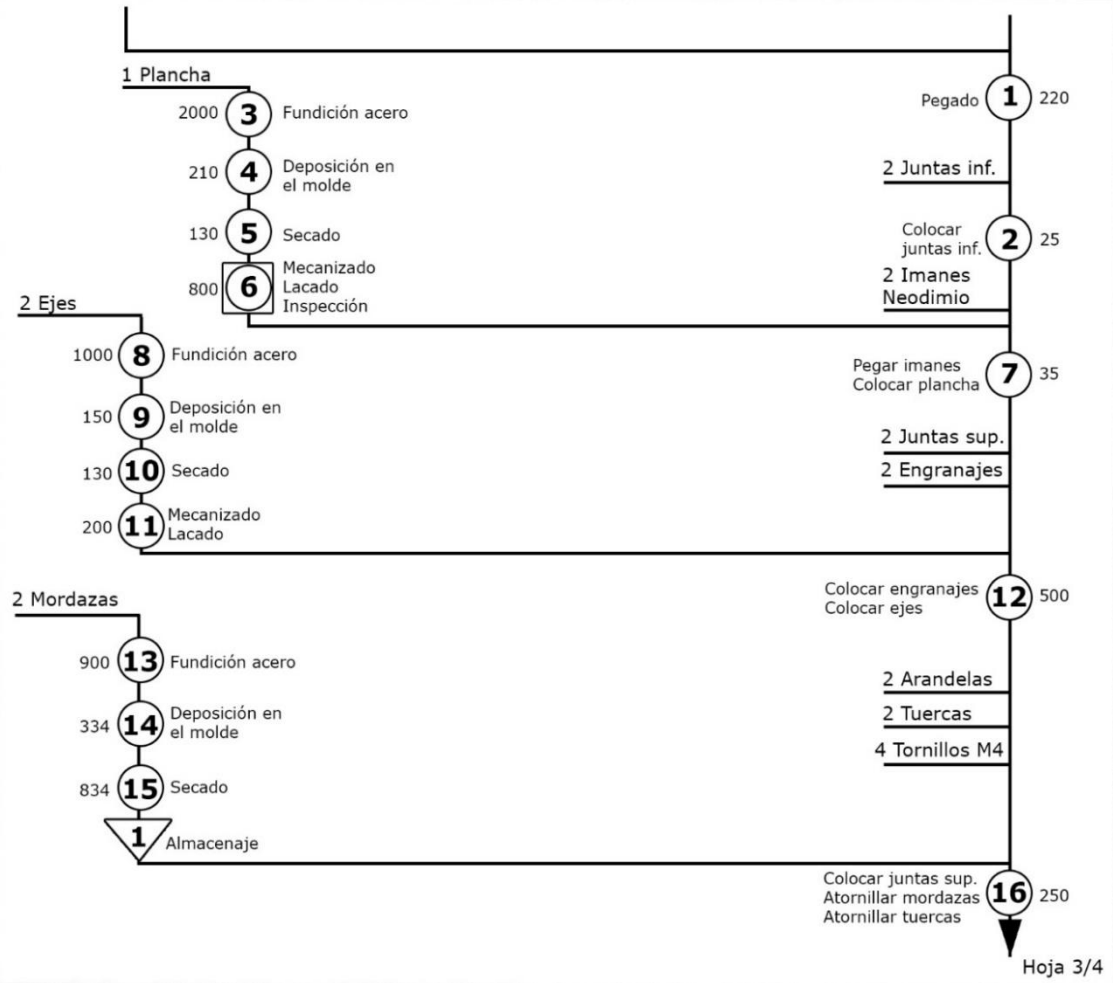 1 Plancha
2000 3 Fundición acero
210 4 Deposición en
el molde
130 5 Secado
800 6 Mecanizado
Lacado
Inspección
2 Ejes
1000 8 Fundición acero
150 9 Deposición en
el molde
130 10 Secado
200 11 Mecanizado
Lacado
2 Mordazas
900 13 Fundición acero
334 14 Deposición en
el molde
834 15 Secado
1 Almacenaje
Pegado 1 220
2 Juntas inf.
Colocar
juntas inf. 2 25
2 Imanes
Neodimio
Pegar imanes
Colocar plancha 7 35
2 Juntas sup.
2 Engranajes
Colocar engranajes
Colocar ejes 12 500
2 Arandelas
2 Tuercas
4 Tornillos M4
Colocar juntas sup.
Atornillar mordazas 16 250
Atornillar tuercas
Hoja 3/4